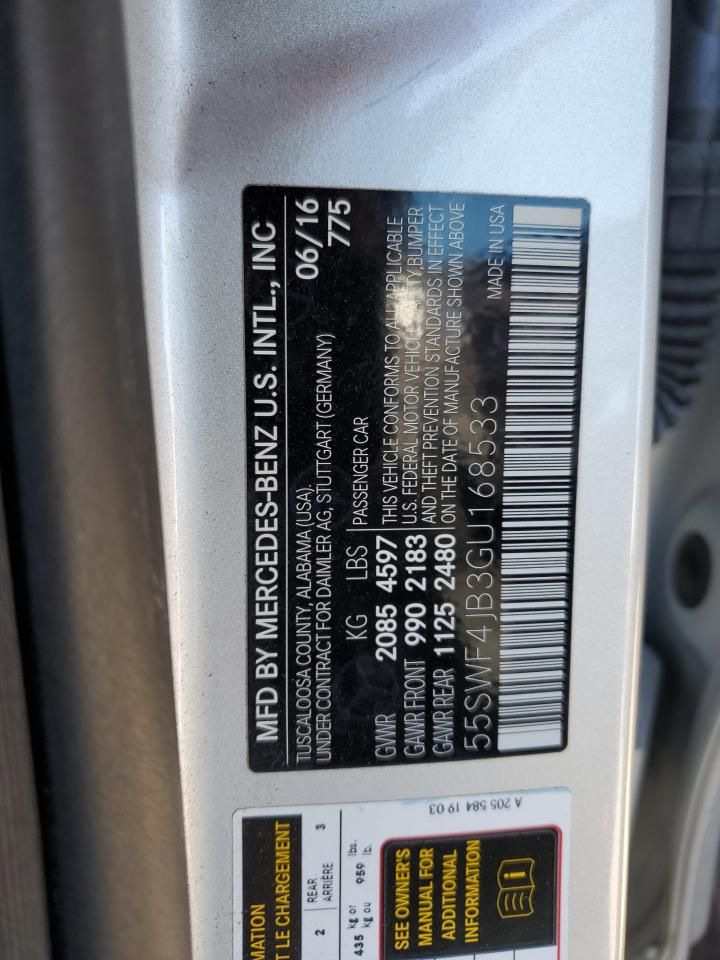 MFD BY MERCEDES-BENZ U.S. INTL., INC
TUSCALOOSA COUNTY, ALABAMA (USA) 06/16
UNDER CONTRACT FOR DAIMLER AG, STUTTGART (GERMANY) 775
KG LBS PASSENGER CAR
GVWR 2085 4597 THIS VEHICLE CONFORMS TO ALL APPLICABLE
GAWR FRONT 990 2183 U.S. FEDERAL MOTOR VEHICLE SAFETY, BUMPER
GAWR REAR 1125 2480 AND THEFT PREVENTION STANDARDS IN EFFECT
ON THE DATE OF MANUFACTURE SHOWN ABOVE
55SWF4JB3GU168533 MADE IN USA
MATION
T LE CHARGEMENT
2 REAR 3
ARRIÈRE
435 kg or 959 lbs.
kg ou lb.
SEE OWNER'S
MANUAL FOR
ADDITIONAL
INFORMATION
A 205 584 19 03